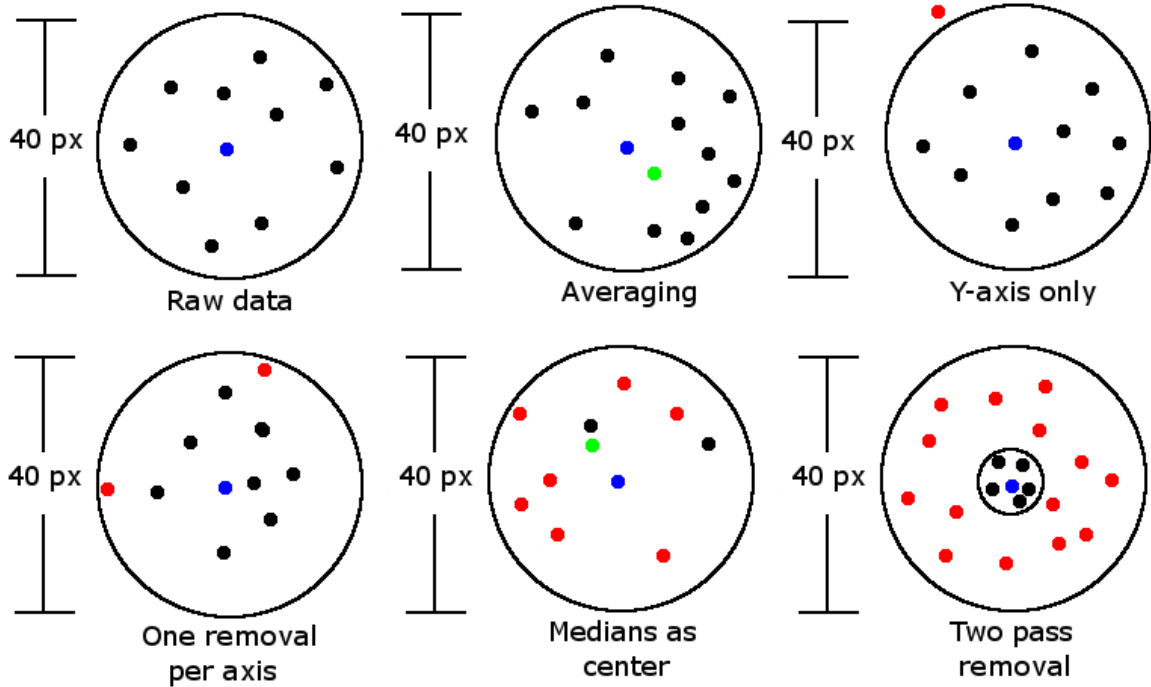 40 px
Raw data
40 px
Averaging
40 px
Y-axis only
40 px
One removal
per axis
40 px
Medians as
center
40 px
Two pass
removal